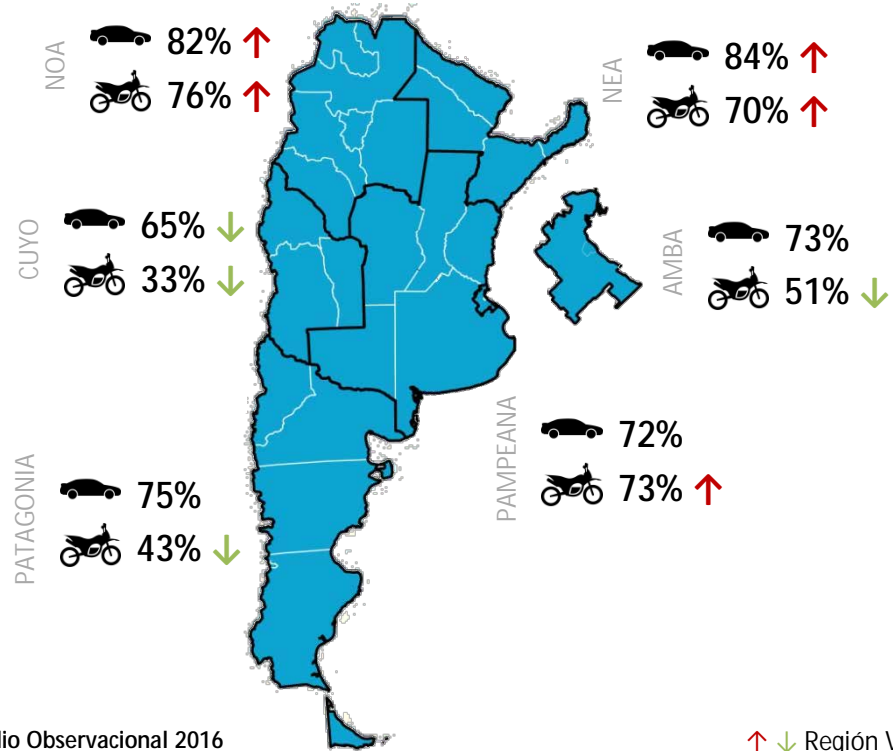 NOA
82% ↑
76% ↑
NEA
84% ↑
70% ↑
CUYO
65% ↓
33% ↓
AMBA
73%
51% ↓
PAMPEANA
72%
73% ↑
PATAGONIA
75%
43% ↓
Observacional 2016
↑ ↓ Región